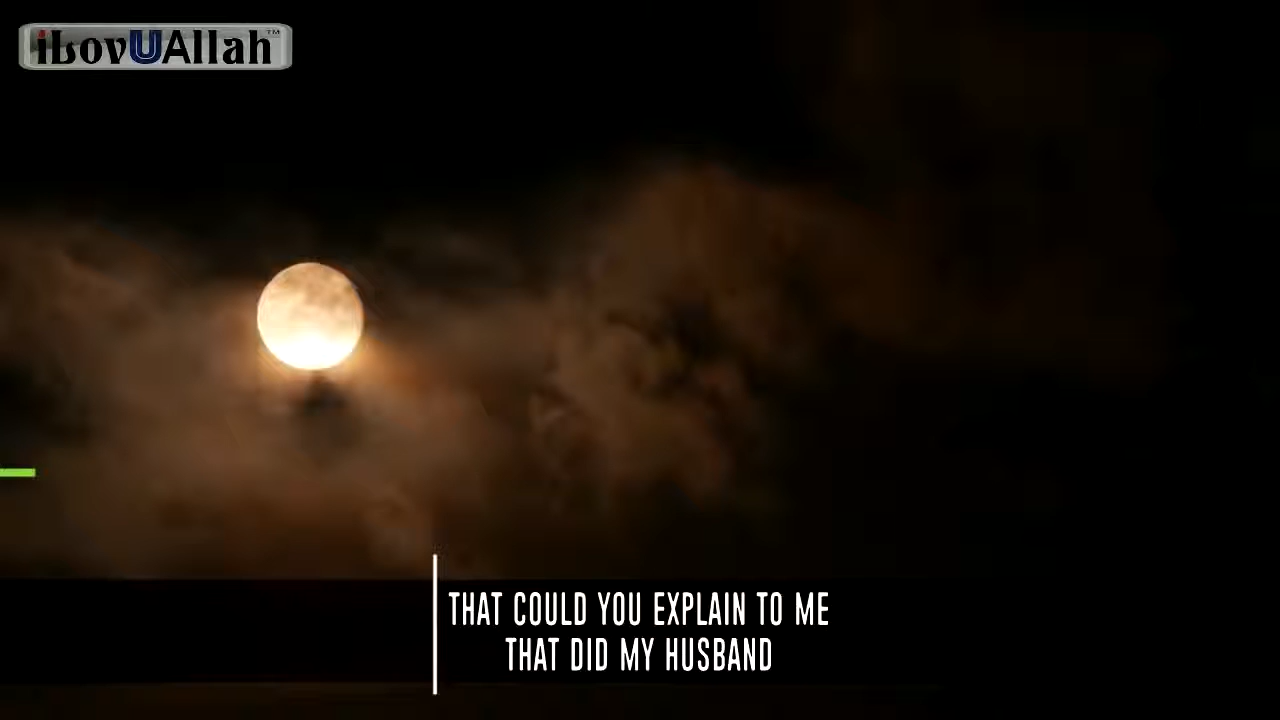 iLovUAllah™
THAT COULD YOU EXPLAIN TO ME
THAT DID MY HUSBAND